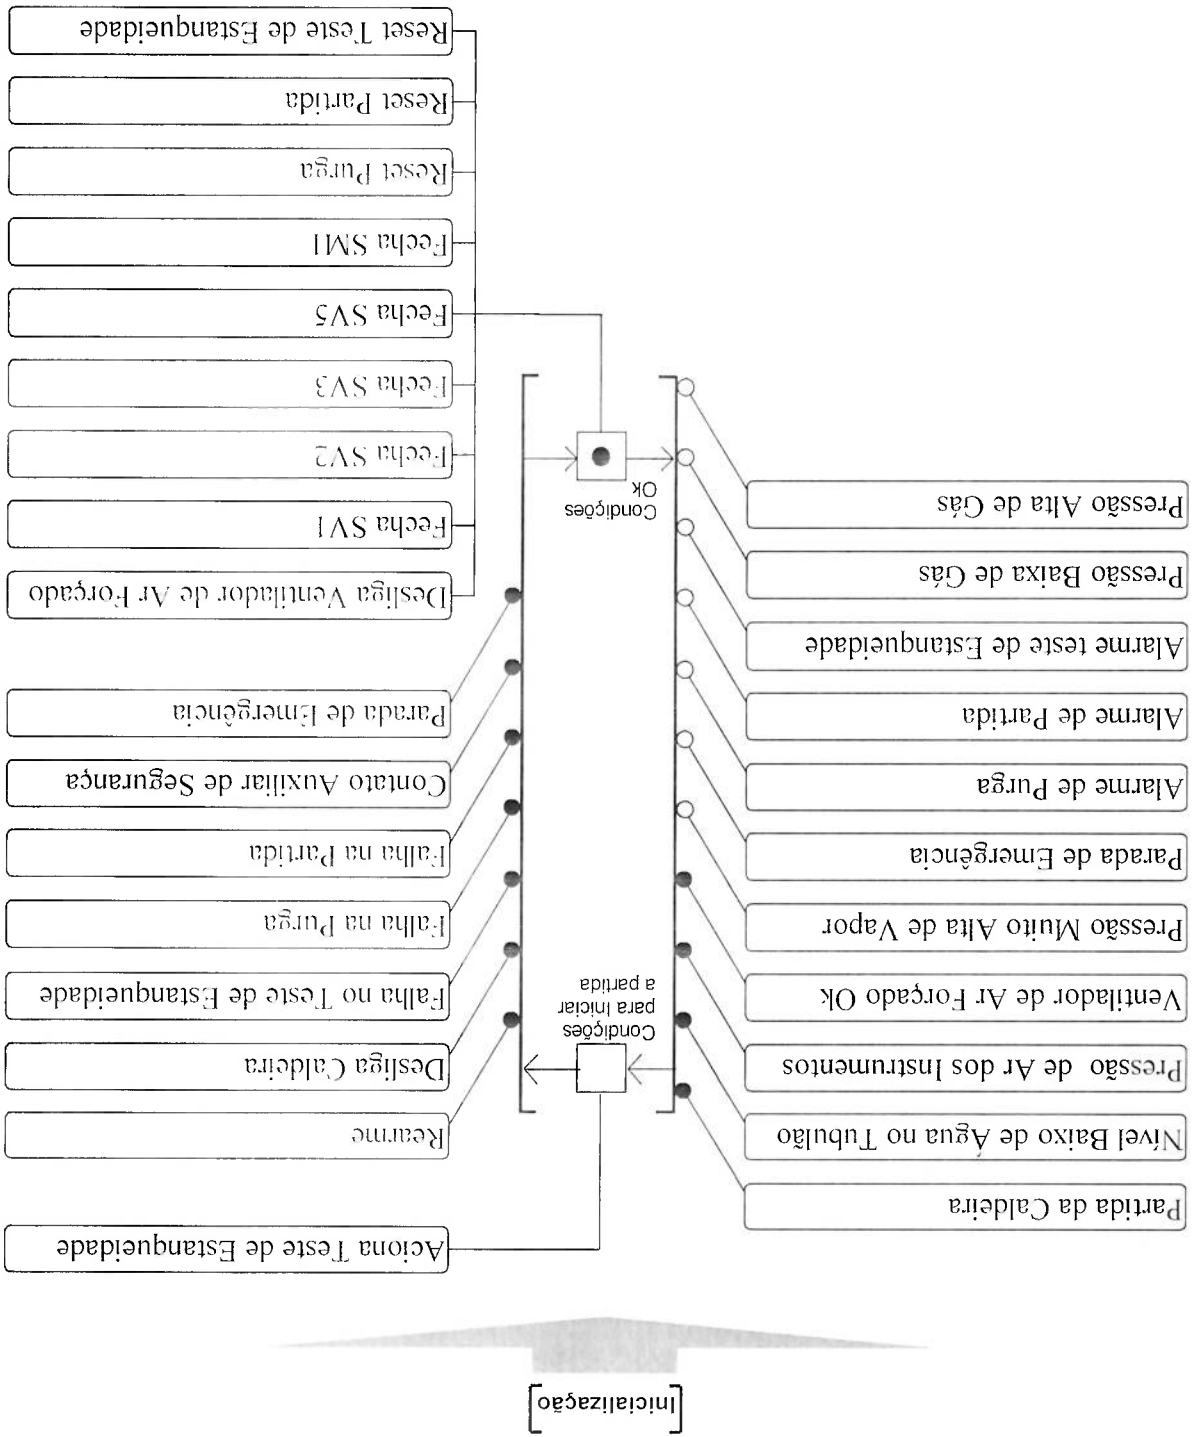 [Inicialização]
Partida da Caldeira
Nível Baixo de Água no Tubulão
Pressão de Ar dos Instrumentos
Ventilador de Ar Forçado Ok
Pressão Muito Alta de Vapor
Parada de Emergência
Alarme de Purga
Alarme de Partida
Alarme teste de Estanqueidade
Pressão Baixa de Gás
Pressão Alta de Gás
Condições
para Iniciar
a partida
Condições
Ok
Aciona Teste de Estanqueidade
Rearme
Desliga Caldeira
Falha no Teste de Estanqueidade
Falha na Purga
Falha na Partida
Contato Auxiliar de Segurança
Parada de Emergência
Desliga Ventilador de Ar Forçado
Fecha SV1
Fecha SV2
Fecha SV3
Fecha SV5
Fecha SM1
Reset Purga
Reset Partida
Reset Teste de Estanqueidade